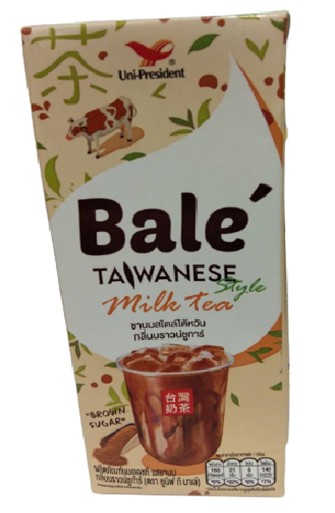 茶
Uni-President
Bale´
TAIWANESE
Style
Milk tea
ชานมสไตล์ไต้หวัน
กลิ่นบราวน์ชูการ์
台灣
奶茶
"BROWN
SUGAR"